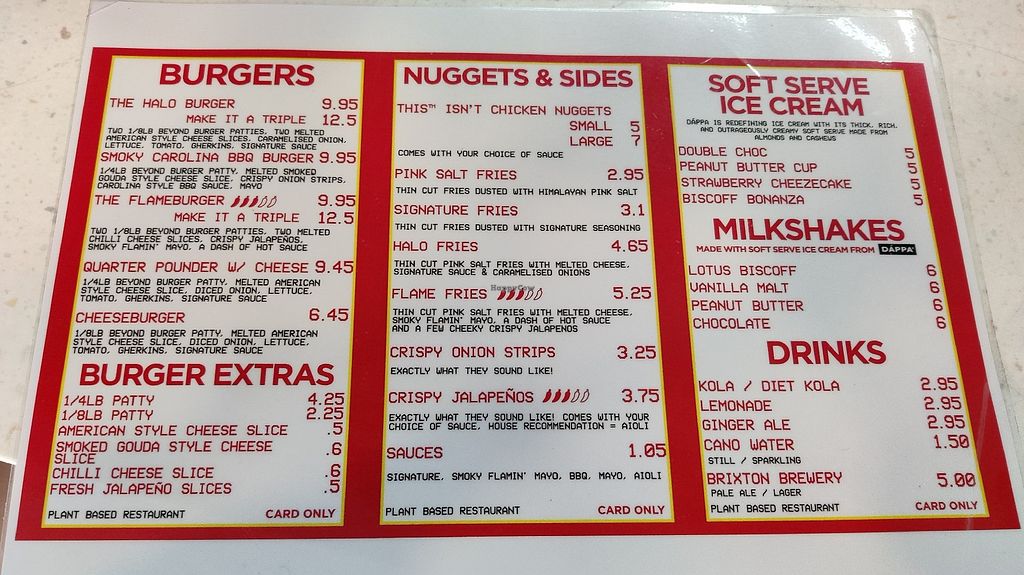 BURGERS
THE HALO BURGER 9.95
MAKE IT A TRIPLE 12.5
TWO 1/8LB BEYOND BURGER PATTIES, TWO MELTED
AMERICAN STYLE CHEESE SLICES, CARAMELISED ONION,
LETTUCE, TOMATO, GHERKINS, SIGNATURE SAUCE
SMOKY CAROLINA BBQ BURGER 9.95
1/4LB BEYOND BURGER PATTY, MELTED SMOKED
GOUDA STYLE CHEESE SLICE, CRISPY ONION STRIPS,
CAROLINA STYLE BBQ SAUCE, MAYO
THE FLAMEBURGER 9.95
MAKE IT A TRIPLE 12.5
TWO 1/8LB BEYOND BURGER PATTIES, TWO MELTED
CHILLI CHEESE SLICES, CRISPY JALAPEÑOS,
SMOKY FLAMIN' MAYO, A DASH OF HOT SAUCE
QUARTER POUNDER W/ CHEESE 9.45
1/4LB BEYOND BURGER PATTY, MELTED AMERICAN
STYLE CHEESE SLICE, DICED ONION, LETTUCE,
TOMATO, GHERKINS, SIGNATURE SAUCE
CHEESEBURGER 6.45
1/8LB BEYOND BURGER PATTY, MELTED AMERICAN
STYLE CHEESE SLICE, DICED ONION, LETTUCE,
TOMATO, GHERKINS, SIGNATURE SAUCE
BURGER EXTRAS
1/4LB PATTY 4.25
1/8LB PATTY 2.25
AMERICAN STYLE CHEESE SLICE .5
SMOKED GOUDA STYLE CHEESE .6
SLICE
CHILLI CHEESE SLICE .6
FRESH JALAPEÑO SLICES .5
PLANT BASED RESTAURANT CARD ONLY
NUGGETS & SIDES
THIS™ ISN'T CHICKEN NUGGETS
SMALL 5
LARGE 7
COMES WITH YOUR CHOICE OF SAUCE
PINK SALT FRIES 2.95
THIN CUT FRIES DUSTED WITH HIMALAYAN PINK SALT
SIGNATURE FRIES 3.1
THIN CUT FRIES DUSTED WITH SIGNATURE SEASONING
HALO FRIES 4.65
THIN CUT PINK SALT FRIES WITH MELTED CHEESE,
SIGNATURE SAUCE & CARAMELISED ONIONS
HappyCow
FLAME FRIES 5.25
THIN CUT PINK SALT FRIES WITH MELTED CHEESE,
SMOKY FLAMIN' MAYO, A DASH OF HOT SAUCE
AND A FEW CHEEKY CRISPY JALAPENOS
CRISPY ONION STRIPS 3.25
EXACTLY WHAT THEY SOUND LIKE!
CRISPY JALAPEÑOS 3.75
EXACTLY WHAT THEY SOUND LIKE! COMES WITH YOUR
CHOICE OF SAUCE, HOUSE RECOMMENDATION = AIOLI
SAUCES 1.05
SIGNATURE, SMOKY FLAMIN' MAYO, BBQ, MAYO, AIOLI
PLANT BASED RESTAURANT CARD ONLY
SOFT SERVE
ICE CREAM
DÁPPA IS REDEFINING ICE CREAM WITH ITS THICK, RICH,
AND OUTRAGEOUSLY CREAMY SOFT SERVE MADE FROM
ALMONDS AND CASHEWS
DOUBLE CHOC 5
PEANUT BUTTER CUP 5
STRAWBERRY CHEEZECAKE 5
BISCOFF BONANZA 5
MILKSHAKES
MADE WITH SOFT SERVE ICE CREAM FROM DÁPPA
LOTUS BISCOFF 6
VANILLA MALT 6
PEANUT BUTTER 6
CHOCOLATE 6
DRINKS
KOLA / DIET KOLA 2.95
LEMONADE 2.95
GINGER ALE 2.95
CANO WATER 1.50
STILL / SPARKLING
BRIXTON BREWERY 5.00
PALE ALE / LAGER
PLANT BASED RESTAURANT CARD ONLY